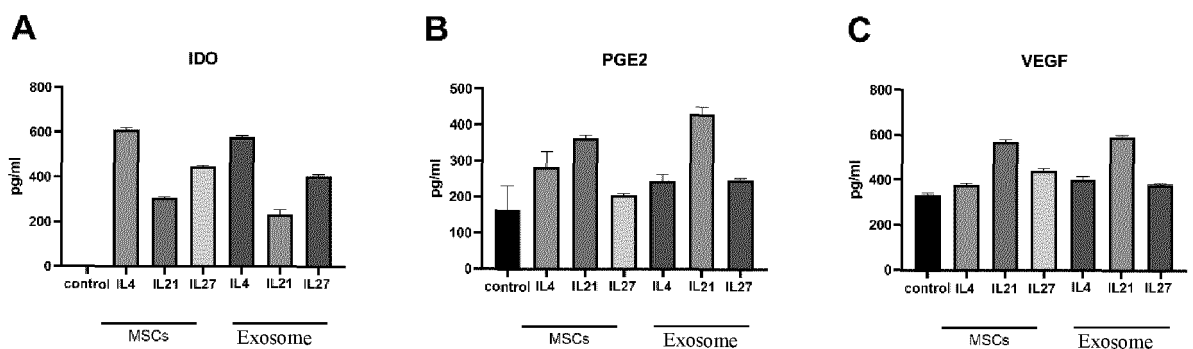 A
IDO
pg/ml
800
600
400
200
0
control IL4 IL21 IL27 IL4 IL21 IL27
MSCs Exosome
B
PGE2
pg/ml
500
400
300
200
100
0
control IL4 IL21 IL27 IL4 IL21 IL27
MSCs Exosome
C
VEGF
pg/ml
800
600
400
200
0
control IL4 IL21 IL27 IL4 IL21 IL27
MSCs Exosome